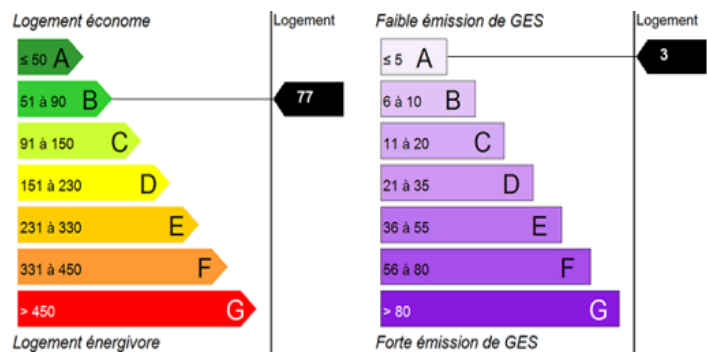 Logement économe
Logement
≤ 50 A
51 à 90 B
77
91 à 150 C
151 à 230 D
231 à 330 E
331 à 450 F
> 450 G
Logement énergivore
Faible émission de GES
Logement
≤ 5 A
3
6 à 10 B
11 à 20 C
21 à 35 D
36 à 55 E
56 à 80 F
> 80 G
Forte émission de GES